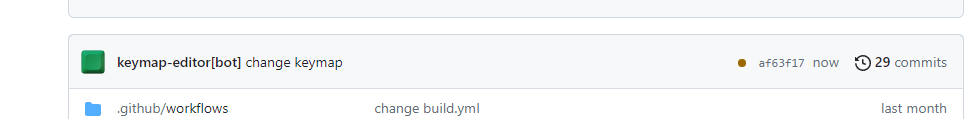 keymap-editor[bot] change keymap af63f17 now 29 commits
.github/workflows change build.yml last month